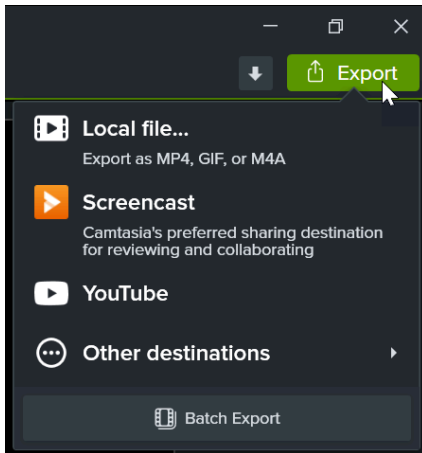 Export
Local file...
Export as MP4, GIF, or M4A
Screencast
Camtasia's preferred sharing destination
for reviewing and collaborating
YouTube
Other destinations
Batch Export